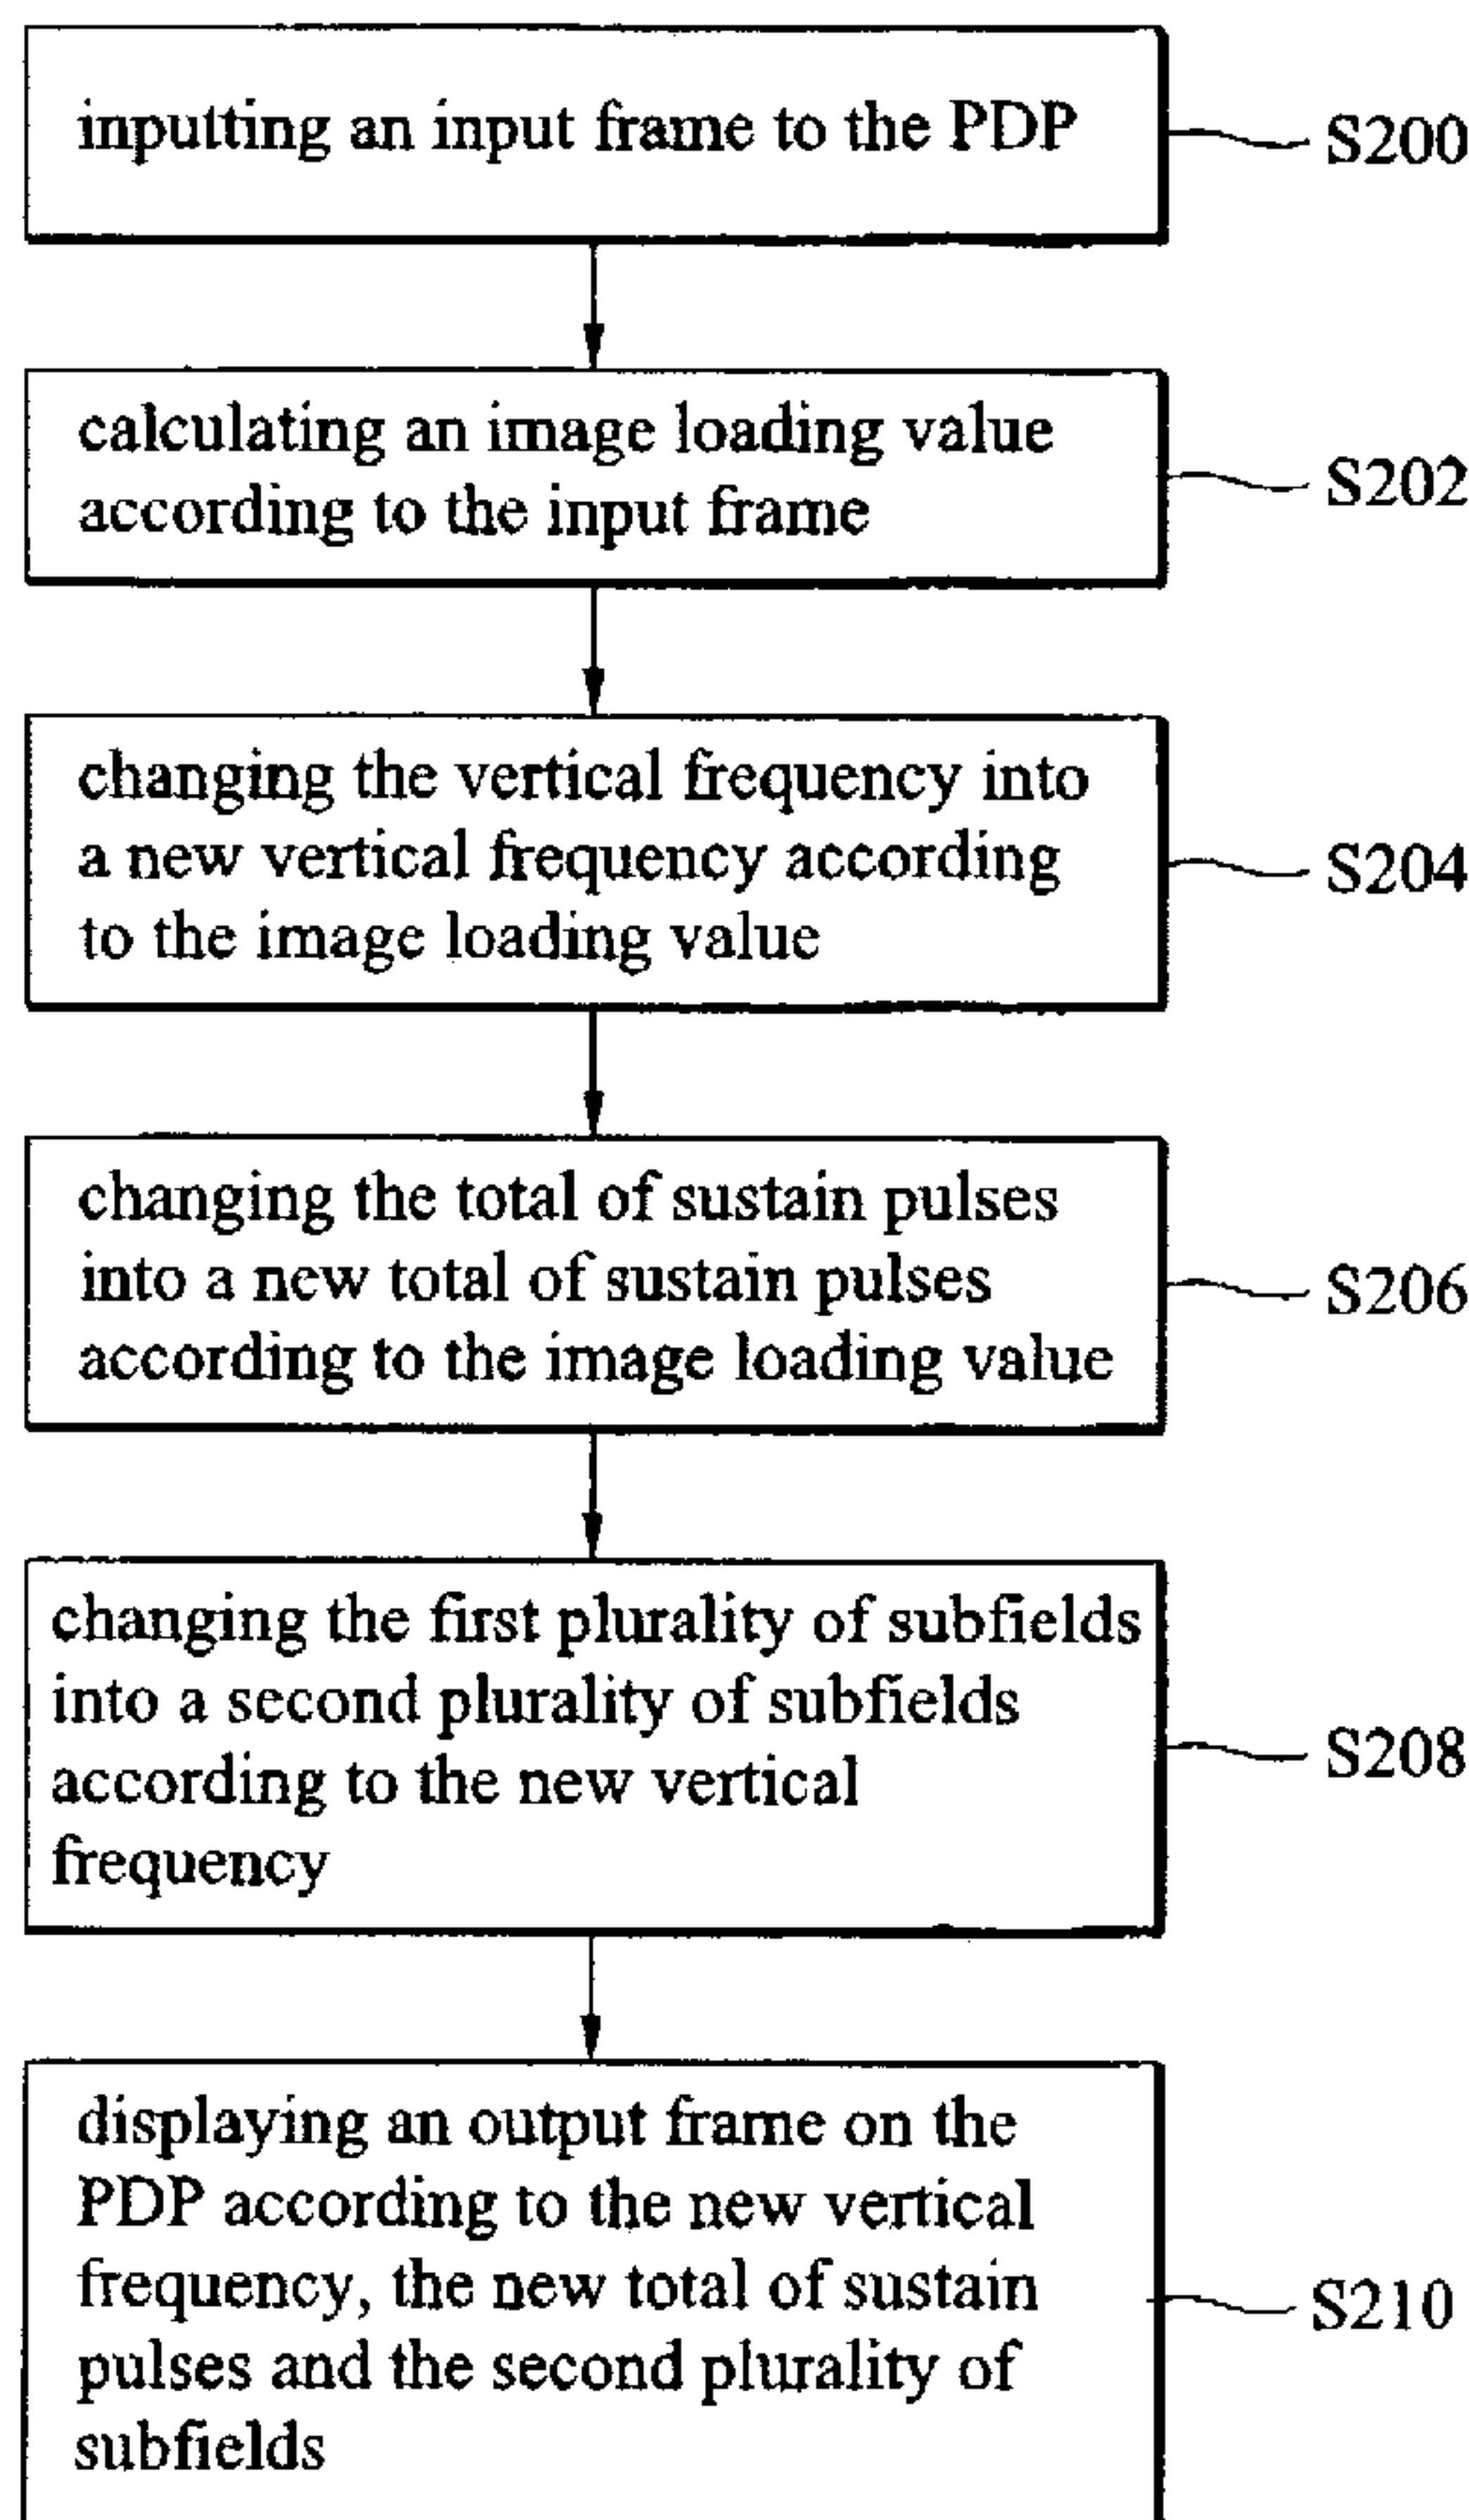 inputting an input frame to the PDP
S200
calculating an image loading value
according to the input frame
S202
changing the vertical frequency into
a new vertical frequency according
to the image loading value
S204
changing the total of sustain pulses
into a new total of sustain pulses
according to the image loading value
S206
changing the first plurality of subfields
into a second plurality of subfields
according to the new vertical
frequency
S208
displaying an output frame on the
PDP according to the new vertical
frequency, the new total of sustain
pulses and the second plurality of
subfields
S210